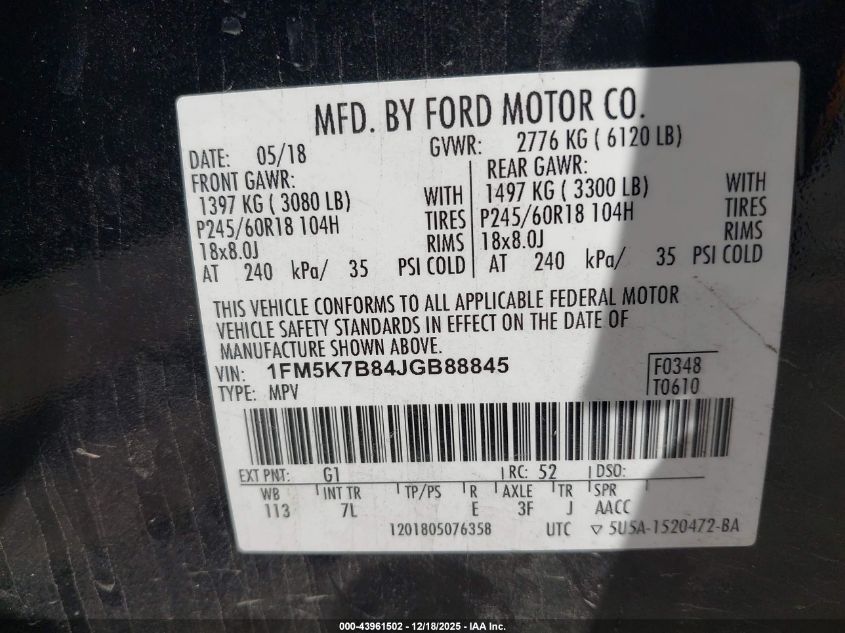 MFD. BY FORD MOTOR CO.
DATE: 05/18 GVWR: 2776 KG ( 6120 LB)
FRONT GAWR: REAR GAWR:
1397 KG ( 3080 LB) WITH 1497 KG ( 3300 LB) WITH
P245/60R18 104H TIRES P245/60R18 104H TIRES
18x8.0J RIMS 18x8.0J RIMS
AT 240 kPa/ 35 PSI COLD AT 240 kPa/ 35 PSI COLD
THIS VEHICLE CONFORMS TO ALL APPLICABLE FEDERAL MOTOR
VEHICLE SAFETY STANDARDS IN EFFECT ON THE DATE OF
MANUFACTURE SHOWN ABOVE.
VIN: 1FM5K7B84JGB88845 F0348
TYPE: MPV T0610
EXT PNT: G1 RC: 52 DSO:
WB INT TR TP/PS R AXLE TR SPR
113 7L E 3F J AACC
1201805076358 UTC ▽ 5U5A-1520472-BA
000-43961502 - 12/18/2025 - IAA Inc.